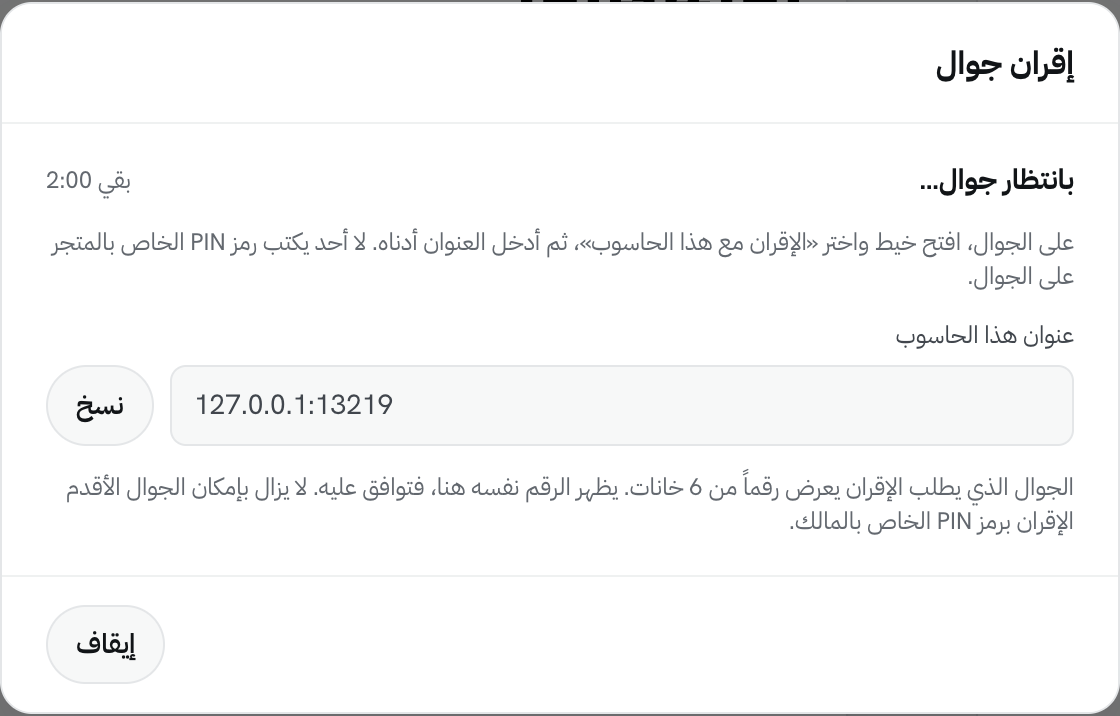 إقران جوال
بانتظار جوال...
بقي 2:00
على الجوال، افتح خيط واختر «الإقران مع هذا الحاسوب»، ثم أدخل العنوان أدناه. لا أحد يكتب رمز PIN الخاص بالمتجر
على الجوال.
عنوان هذا الحاسوب
127.0.0.1:13219
نسخ
الجوال الذي يطلب الإقران يعرض رقماً من 6 خانات. يظهر الرقم نفسه هنا، فتوافق عليه. لا يزال بإمكان الجوال الأقدم
الإقران برمز PIN الخاص بالمالك.
إيقاف